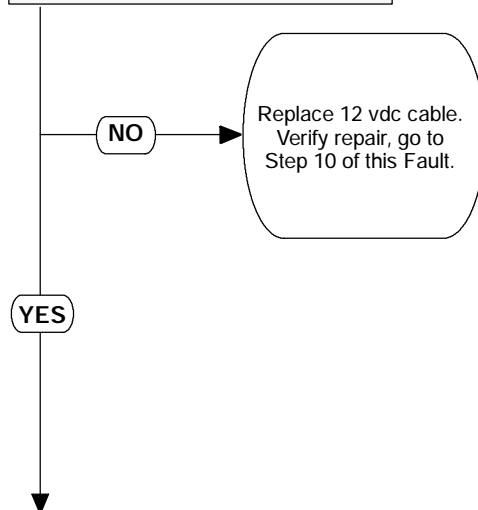 NO
Replace 12 vdc cable.
Verify repair, go to
Step 10 of this Fault.
YES